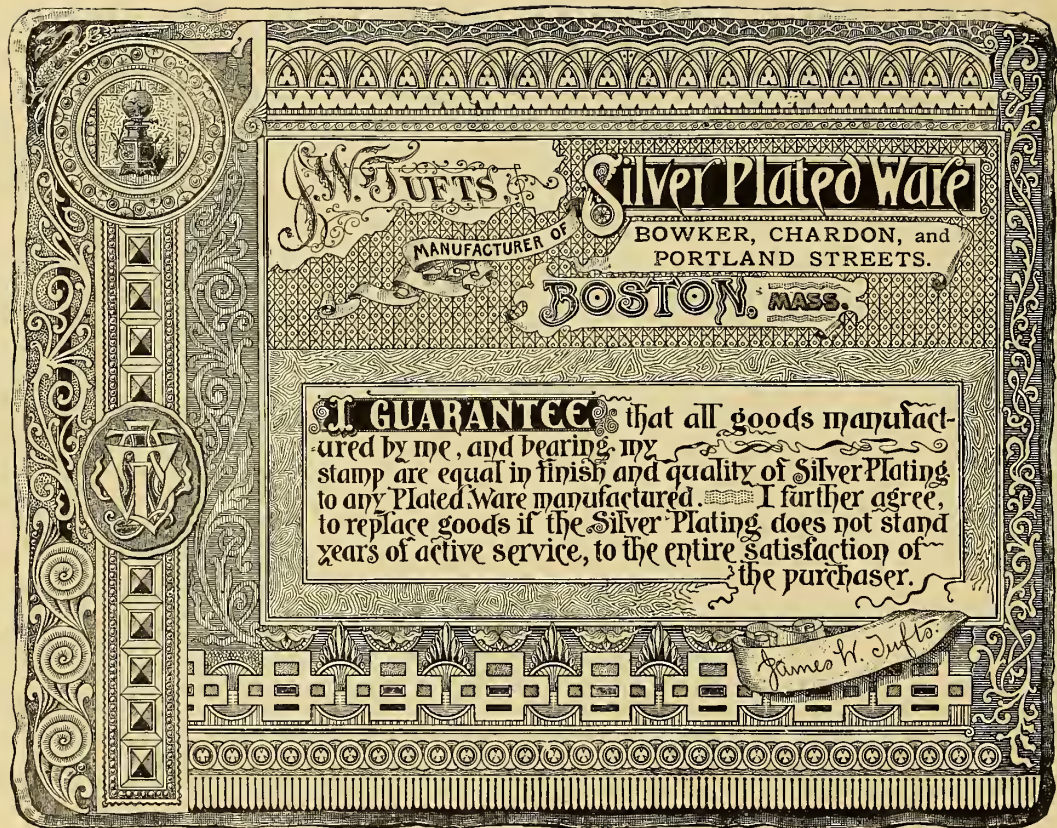 J.W. TUFTS,
MANUFACTURER OF
Silver Plated Ware
BOWKER, CHARDON, and
PORTLAND STREETS.
BOSTON, MASS.
I GUARANTEE that all goods manufact-
ured by me, and bearing my
stamp are equal in finish and quality of Silver Plating
to any Plated Ware manufactured. I further agree,
to replace goods if the Silver Plating does not stand
years of active service, to the entire satisfaction of
the purchaser.
James W. Tufts.